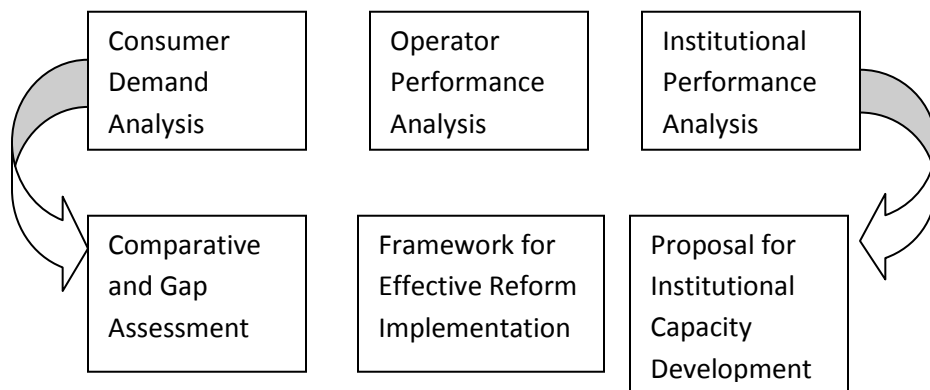 Consumer
Demand
Analysis
Operator
Performance
Analysis
Institutional
Performance
Analysis
Comparative
and Gap
Assessment
Framework for
Effective Reform
Implementation
Proposal for
Institutional
Capacity
Development